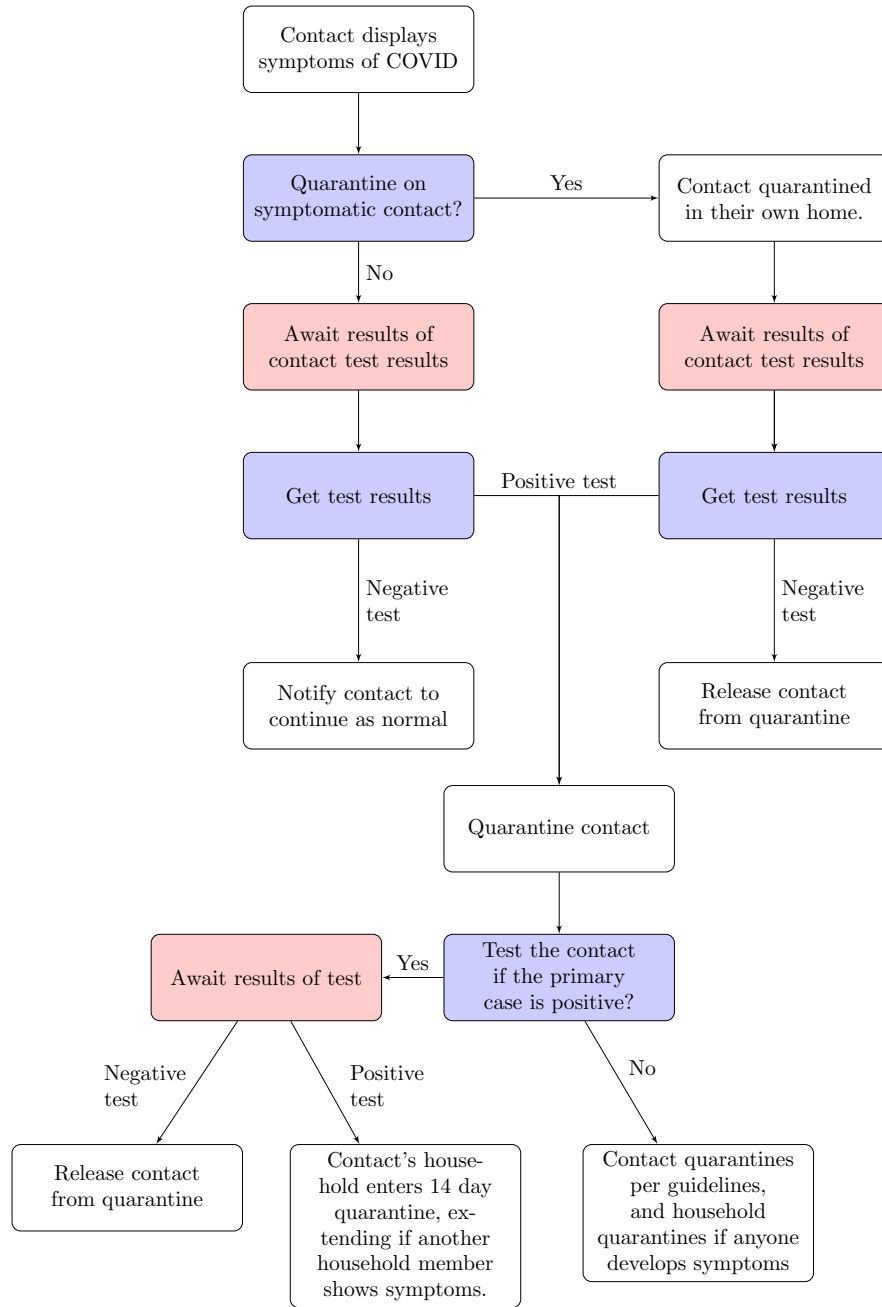 Contact displays
symptoms of COVID
Quarantine on
symptomatic contact?
Yes
Contact quarantined
in their own home.
No
Await results of
contact test results
Await results of
contact test results
Get test results
Positive test
Get test results
Negative
test
Negative
test
Notify contact to
continue as normal
Release contact
from quarantine
Quarantine contact
Await results of test
Yes
Test the contact
if the primary
case is positive?
Negative
test
Positive
test
No
Release contact
from quarantine
Contact's house-
hold enters 14 day
quarantine, ex-
tending if another
household member
shows symptoms.
Contact quarantines
per guidelines,
and household
quarantines if anyone
develops symptoms